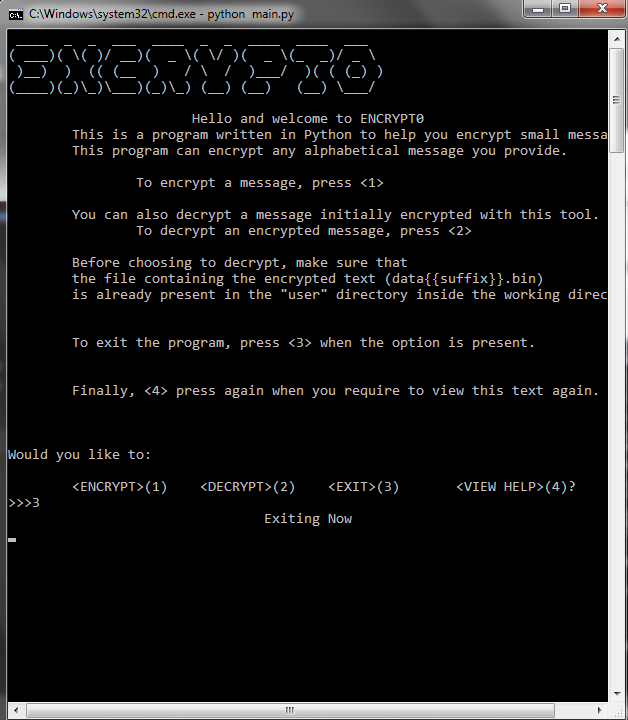 C:\Windows\system32\cmd.exe - python main.py
ENCRYPTO
Hello and welcome to ENCRYPT0
This is a program written in Python to help you encrypt small messa
This program can encrypt any alphabetical message you provide.
To encrypt a message, press <1>
You can also decrypt a message initially encrypted with this tool.
To decrypt an encrypted message, press <2>
Before choosing to decrypt, make sure that
the file containing the encrypted text (data{{suffix}}.bin)
is already present in the "user" directory inside the working direc
To exit the program, press <3> when the option is present.
Finally, <4> press again when you require to view this text again.
Would you like to:
<ENCRYPT>(1) <DECRYPT>(2) <EXIT>(3) <VIEW HELP>(4)?
>>>3
Exiting Now